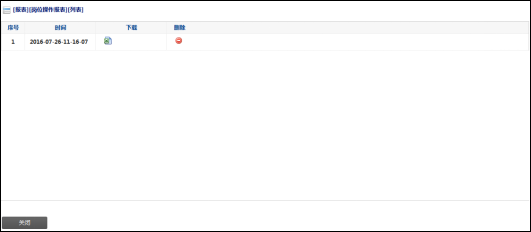 [报表][岗位操作报表][列表]
序号 时间 下载 删除
1 2016-07-26-11-16-07
关闭